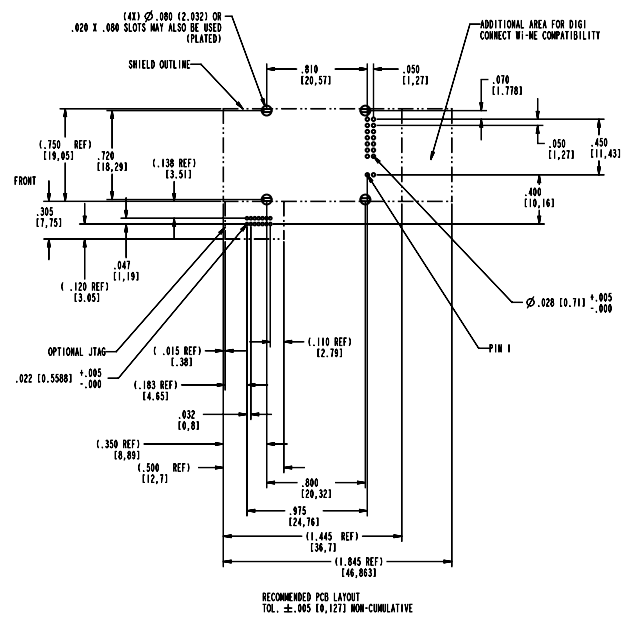 (4X) Ø .080 (2.032) OR
.020 X .080 SLOTS MAY ALSO BE USED
(PLATED)
ADDITIONAL AREA FOR DIGI
CONNECT Wi-NE COMPATIBILITY
SHIELD OUTLINE
.810
[20,57]
.050
[1,27]
.070
[1.778]
(.750 REF)
[19,05]
.720
[18,29]
(.138 REF)
[3.51]
.050
[1,27]
.450
[11,43]
FRONT
.305
[7,75]
.400
[10,16]
.047
[1,19]
( .120 REF)
[3.05]
Ø.028 [0.71] +.005
-.000
OPTIONAL JTAG
( .015 REF)
[.38]
(.110 REF)
[2.79]
PIN 1
.022 [0.5588] +.005
-.000
(.183 REF)
[4.65]
.032
[0,8]
(.350 REF)
[8,89]
(.500 REF)
[12,7]
.800
[20,32]
.975
[24,76]
(1.445 REF)
[36,7]
(1.845 REF)
[46,863]
RECOMMENDED PCB LAYOUT
TOL. ±.005 [0,127] NON-CUMULATIVE